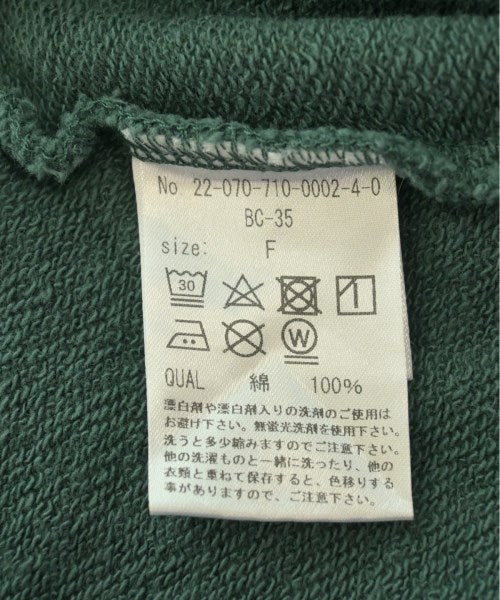 No 22-070-710-0002-4-0
BC-35
size: F
30
W
QUAL 綿 100%
漂白剤や漂白剤入りの洗剤のご使用は
お避け下さい。無蛍光洗剤を使用下さい。
洗うと多少縮みますのでご注意下さい。
他の洗濯ものと一緒に洗ったり、他の
衣類と重ねて保存すると、色移りする
事がありますので、ご注意下さい。